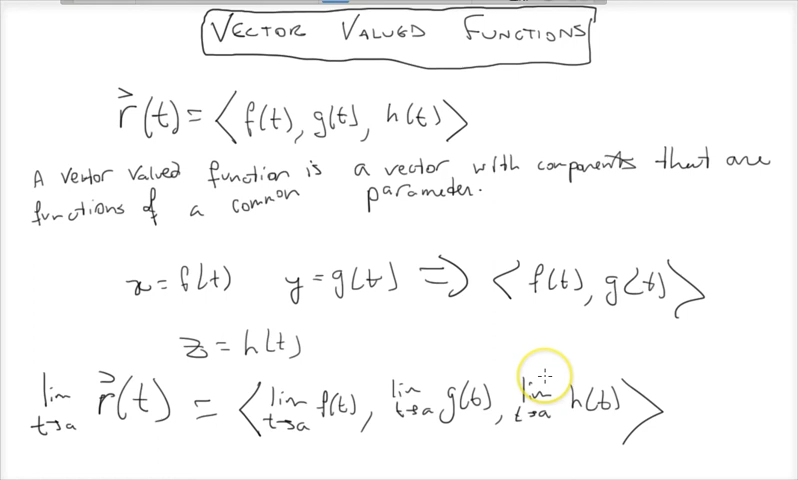 VECTOR VALUED FUNCTIONS
r⃗(t) = ⟨f(t), g(t), h(t)⟩
A vector valued function is a vector with components that are
functions of a common parameter.
x = f(t) y = g(t) ⇒ ⟨f(t), g(t)⟩
z = h(t)
lim t→a r⃗(t) = ⟨lim t→a f(t), lim t→a g(t), lim t→a h(t)⟩